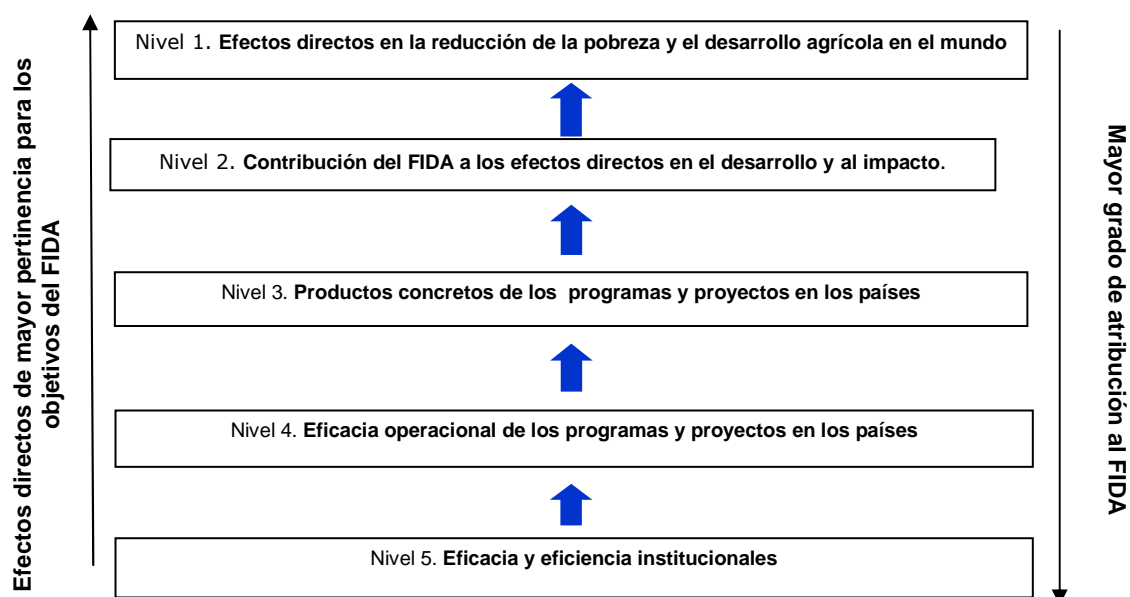 Efectos directos de mayor pertinencia para los
objetivos del FIDA
Nivel 1. Efectos directos en la reducción de la pobreza y el desarrollo agrícola en el mundo
Nivel 2. Contribución del FIDA a los efectos directos en el desarrollo y al impacto.
Nivel 3. Productos concretos de los programas y proyectos en los países
Nivel 4. Eficacia operacional de los programas y proyectos en los países
Nivel 5. Eficacia y eficiencia institucionales
Mayor grado de atribución al FIDA